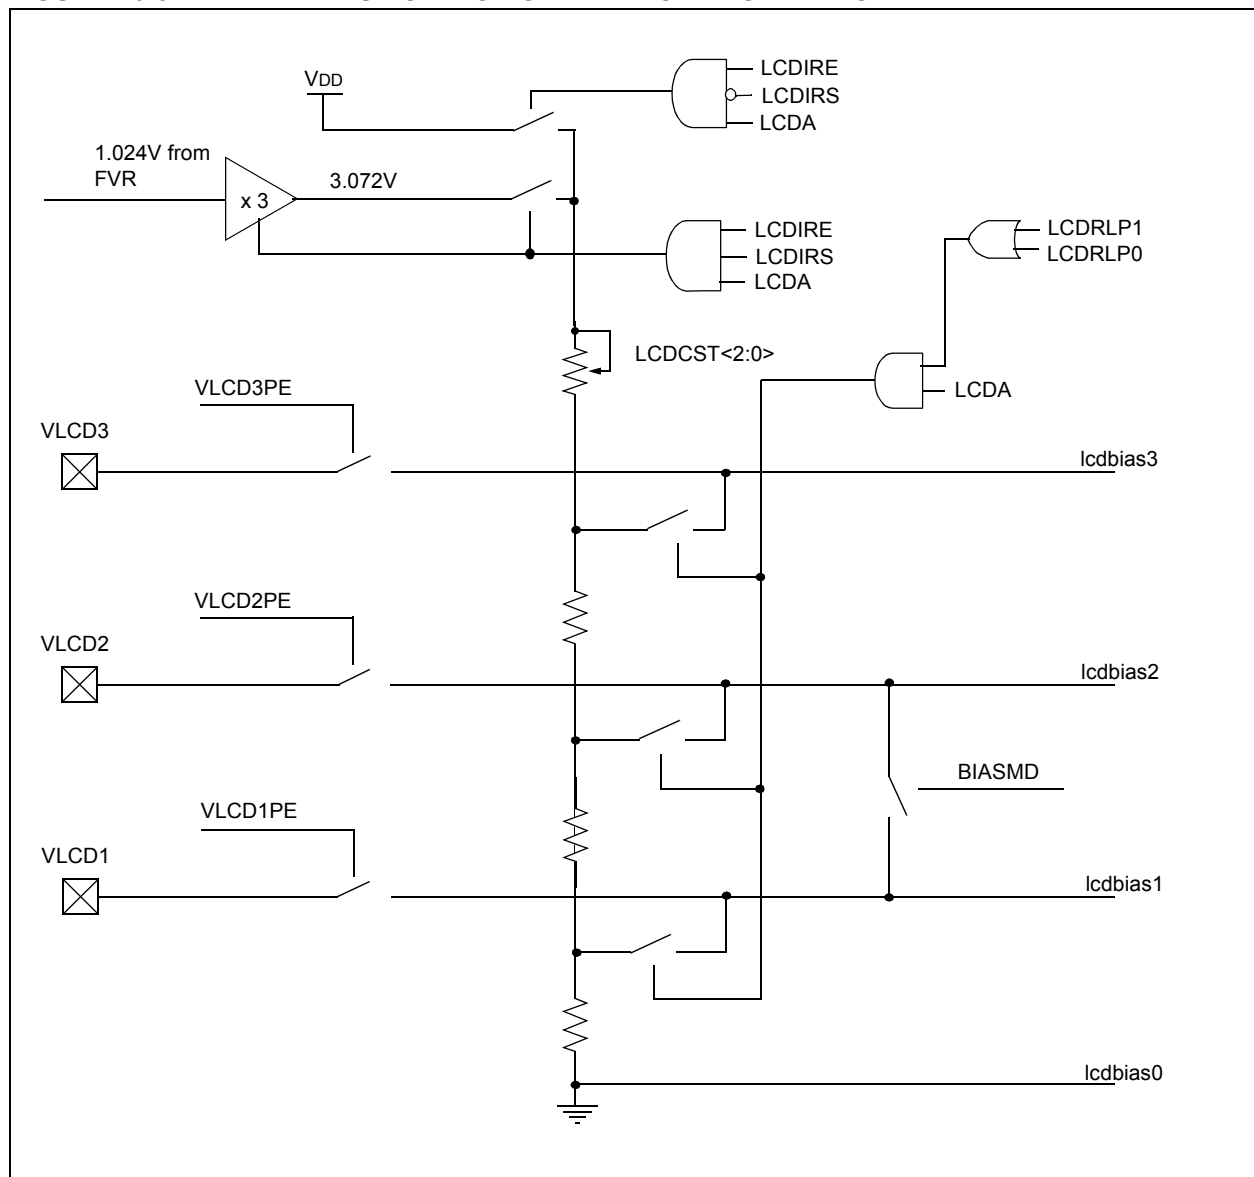 VDD
LCDIRE
LCDIRS
LCDA
1.024V from
FVR
x 3
3.072V
LCDIRE
LCDIRS
LCDA
LCDRLP1
LCDRLP0
LCDCST<2:0>
LCDA
VLCD3PE
VLCD3
lcdbias3
VLCD2PE
VLCD2
lcdbias2
BIASMD
VLCD1PE
VLCD1
lcdbias1
lcdbias0